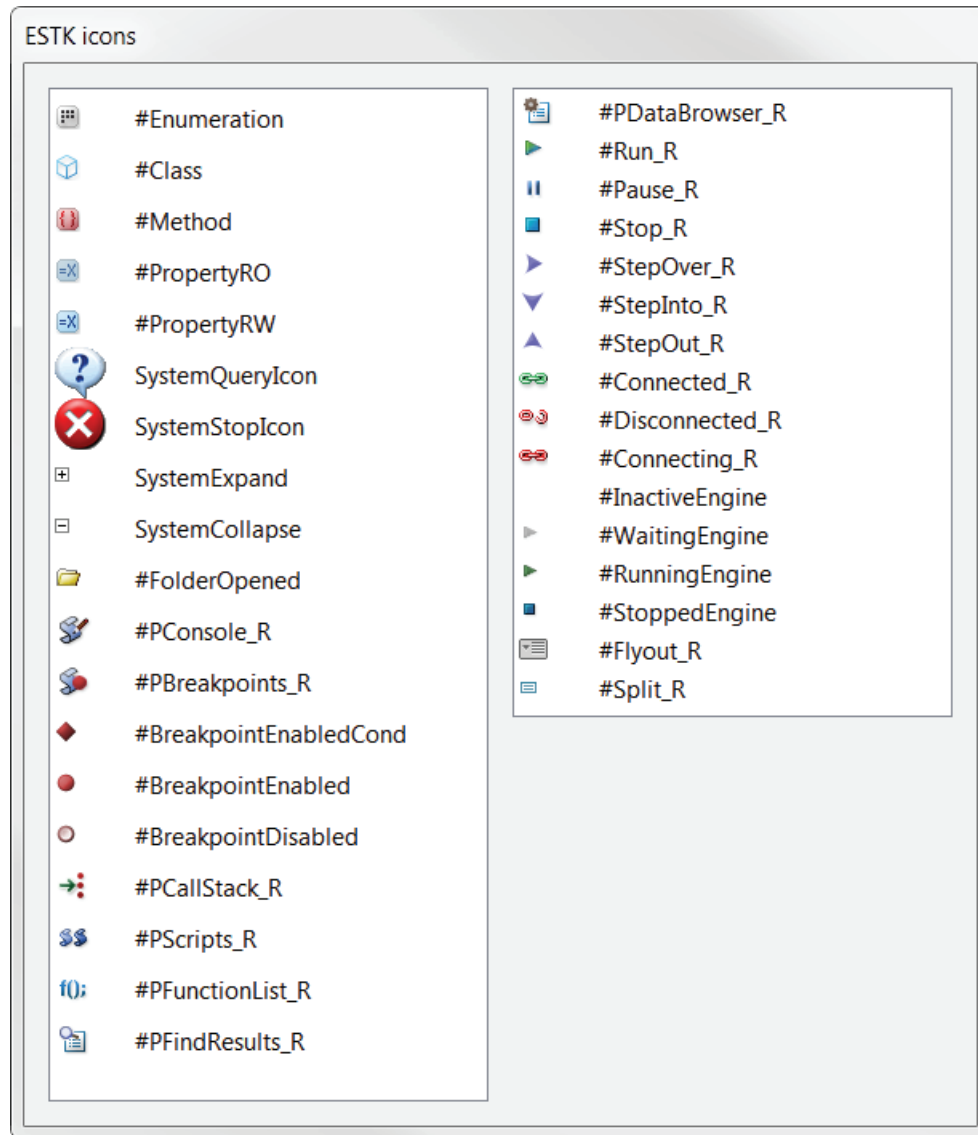 ESTK icons
#Enumeration
#Class
#Method
#PropertyRO
#PropertyRW
SystemQueryIcon
SystemStopIcon
SystemExpand
SystemCollapse
#FolderOpened
#PConsole_R
#PBreakpoints_R
#BreakpointEnabledCond
#BreakpointEnabled
#BreakpointDisabled
#PCallStack_R
#PScripts_R
f(); #PFunctionList_R
#PFindResults_R
#PDataBrowser_R
#Run_R
#Pause_R
#Stop_R
#StepOver_R
#StepInto_R
#StepOut_R
#Connected_R
#Disconnected_R
#Connecting_R
#InactiveEngine
#WaitingEngine
#RunningEngine
#StoppedEngine
#Flyout_R
#Split_R